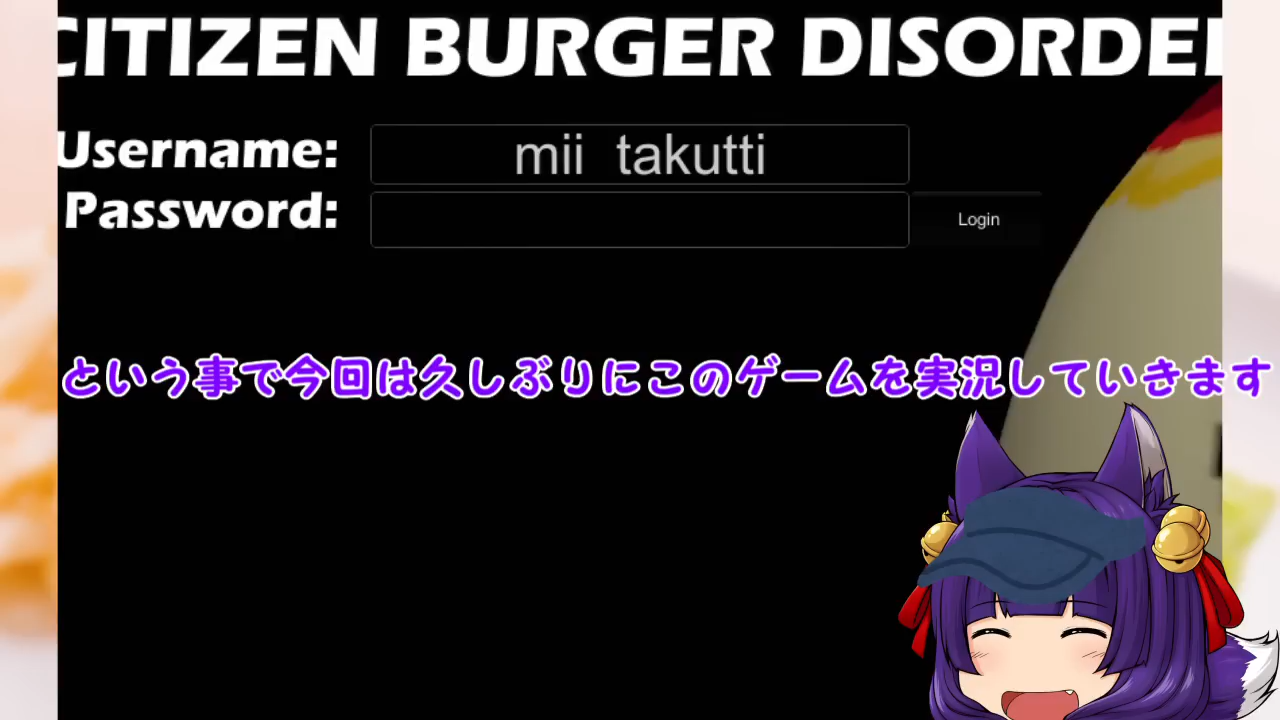 CITIZEN BURGER DISORDER
Username: mii takutti
Password:
Login
という事で今回は久しぶりにこのゲームを実況していきます